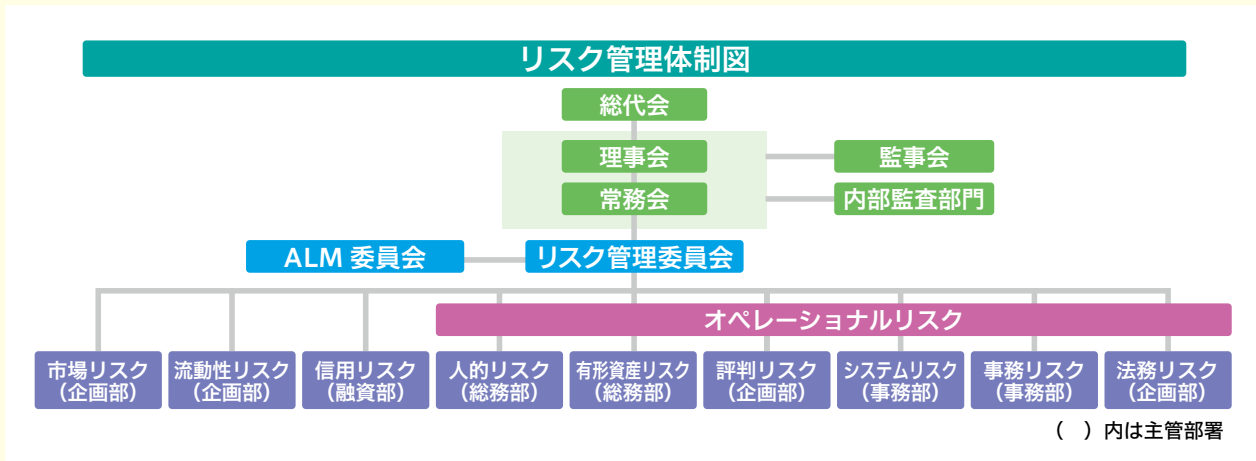 リスク管理体制図
総代会
理事会
監事会
常務会
内部監査部門
ALM 委員会
リスク管理委員会
オペレーショナルリスク
市場リスク
(企画部)
流動性リスク
(企画部)
信用リスク
(融資部)
人的リスク
(総務部)
有形資産リスク
(総務部)
評判リスク
(企画部)
システムリスク
(事務部)
事務リスク
(事務部)
法務リスク
(企画部)
(　)内は主管部署